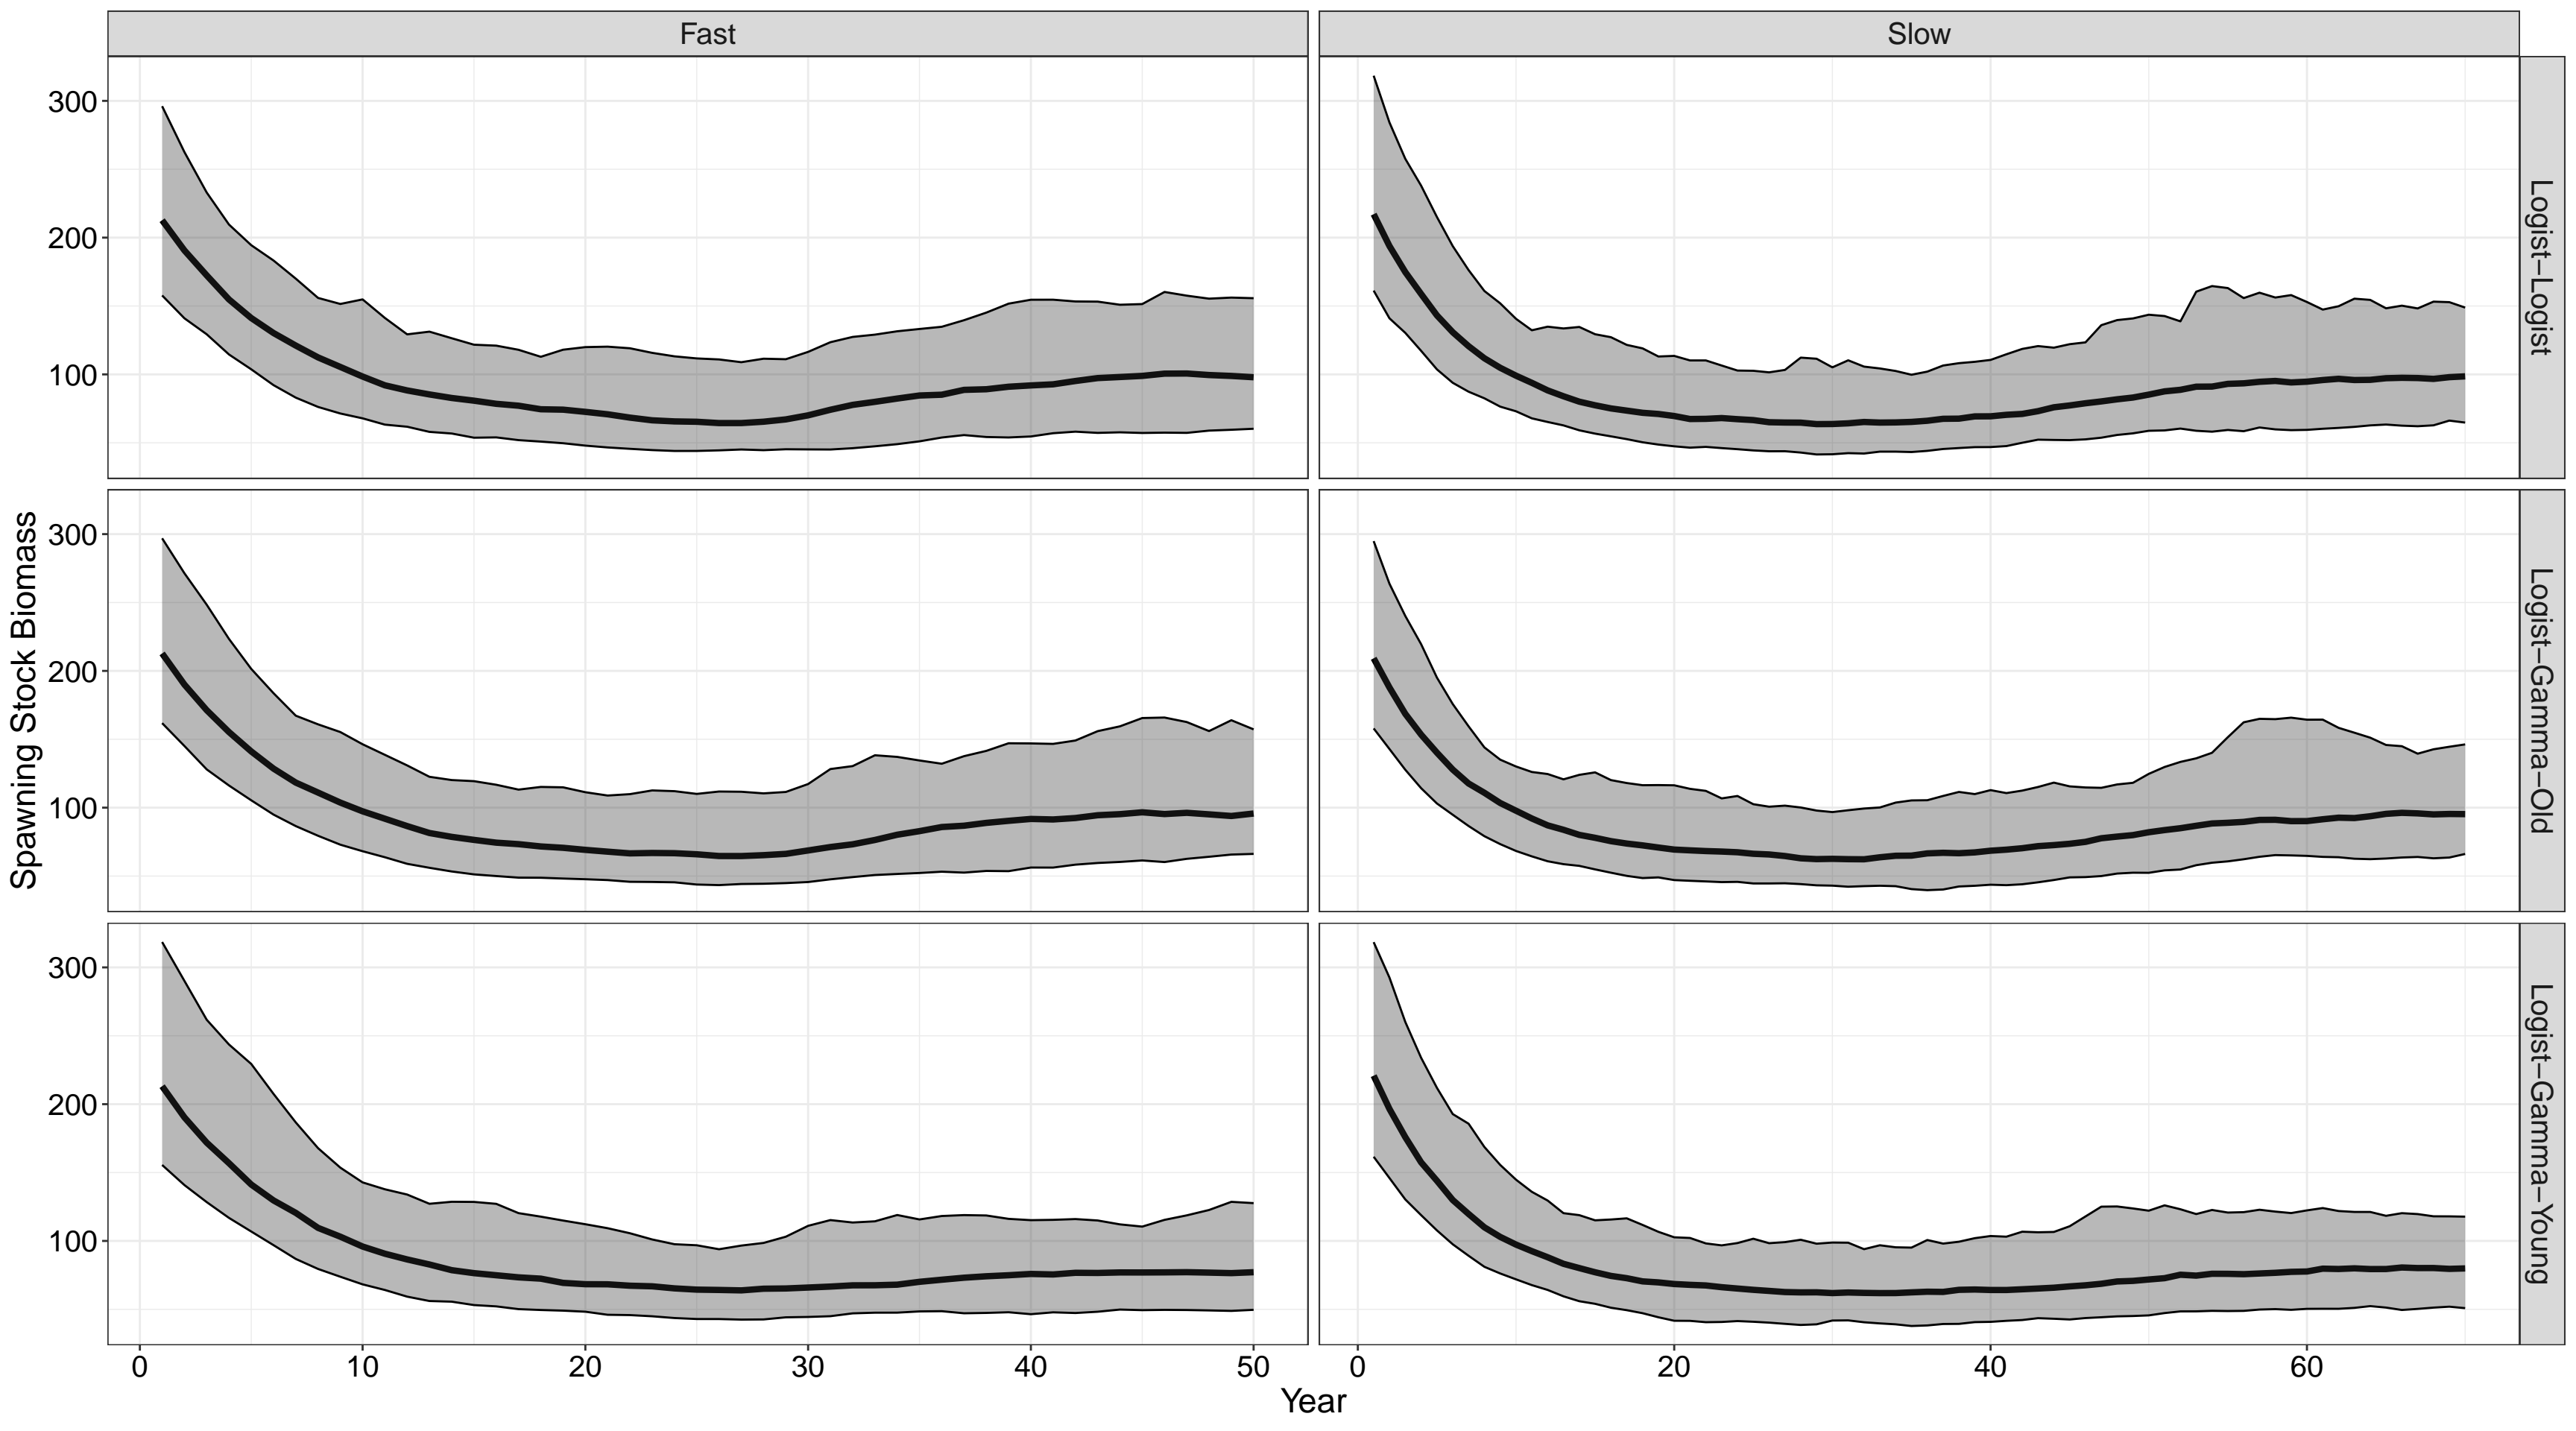 Fast
Slow
300
200
100
Logist−Logist
Spawning Stock Biomass
300
200
100
Logist−Gamma−Old
300
200
100
Logist−Gamma−Young
0 10 20 30 40 50
0 20 40 60
Year